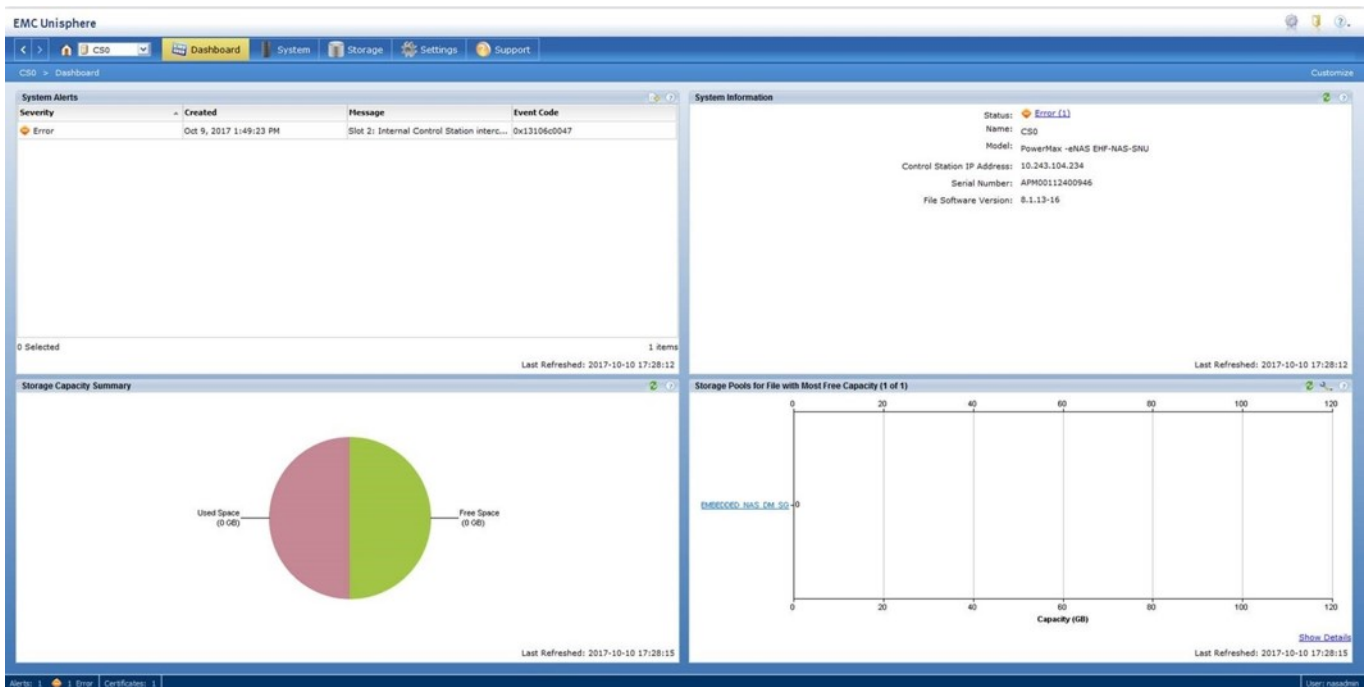 EMC Unisphere
CS0
Dashboard
System
Storage
Settings
Support
CS0 > Dashboard
Customize
System Alerts
Severity Created Message Event Code
Error Oct 9, 2017 1:49:23 PM Slot 2: Internal Control Station interc... 0x13106c0047
0 Selected
1 items
Last Refreshed: 2017-10-10 17:28:12
System Information
Status: Error (1)
Name: CS0
Model: PowerMax -eNAS EHF-NAS-SNU
Control Station IP Address: 10.243.104.234
Serial Number: APM00112400946
File Software Version: 8.1.13-16
Last Refreshed: 2017-10-10 17:28:12
Storage Capacity Summary
Used Space
(0 GB)
Free Space
(0 GB)
Last Refreshed: 2017-10-10 17:28:15
Storage Pools for File with Most Free Capacity (1 of 1)
0 20 40 60 80 100 120
EMBEDDED_NAS_DM_SG 0
0 20 40 60 80 100 120
Capacity (GB)
Show Details
Last Refreshed: 2017-10-10 17:28:15
Alerts: 1 1 Error Certificates: 1
User: nasadmin